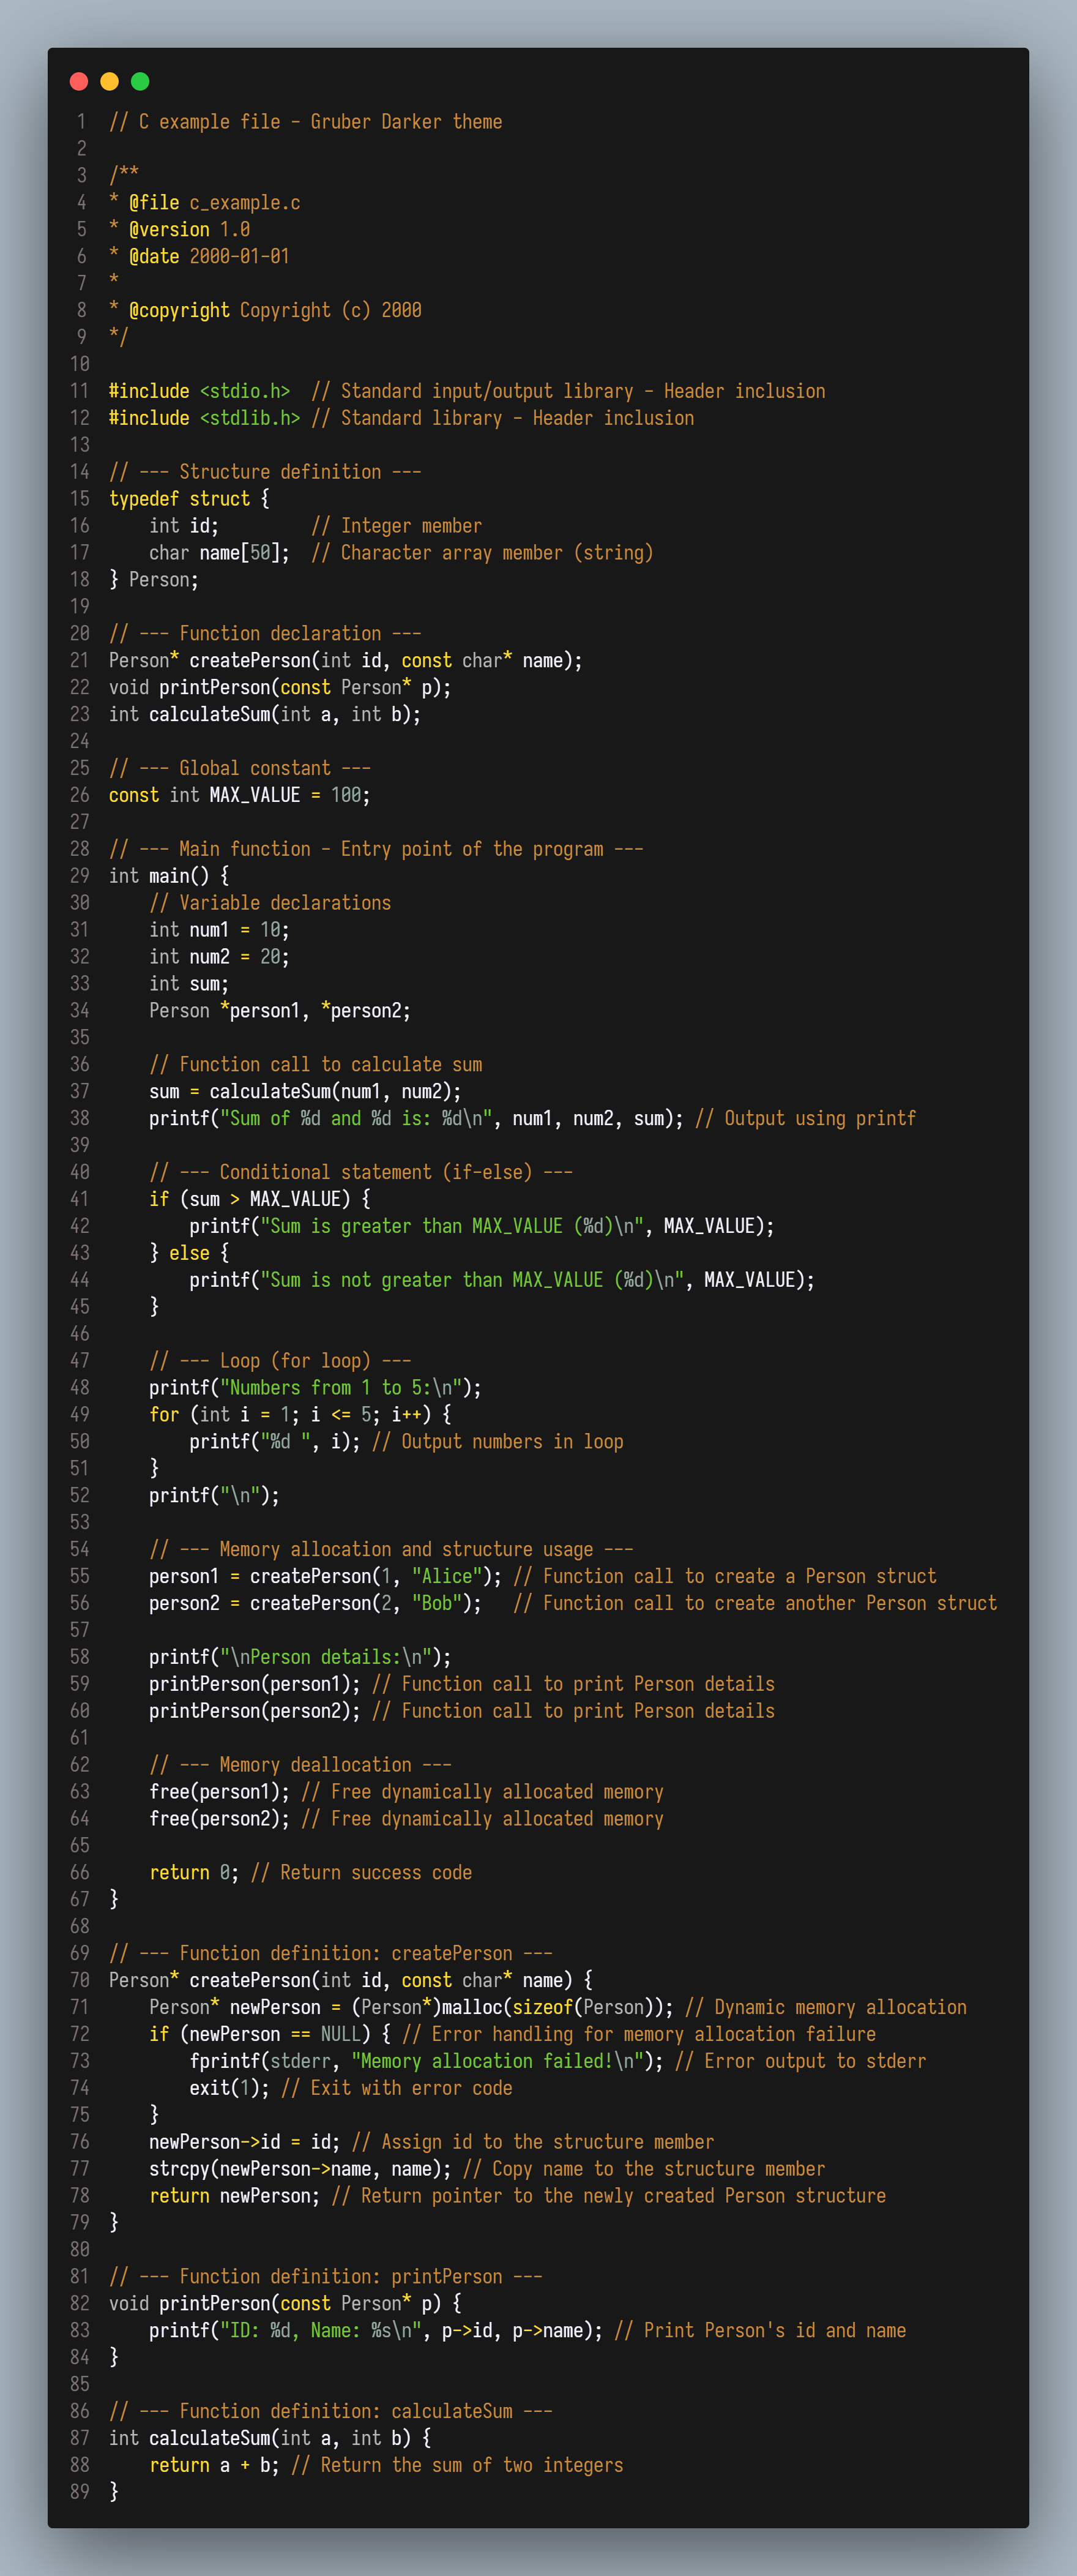 1 // C example file - Gruber Darker theme
2
3 /**
4 * @file c_example.c
5 * @version 1.0
6 * @date 2000-01-01
7 *
8 * @copyright Copyright (c) 2000
9 */
10
11 #include <stdio.h>  // Standard input/output library - Header inclusion
12 #include <stdlib.h> // Standard library - Header inclusion
13
14 // --- Structure definition ---
15 typedef struct {
16     int id;         // Integer member
17     char name[50];  // Character array member (string)
18 } Person;
19
20 // --- Function declaration ---
21 Person* createPerson(int id, const char* name);
22 void printPerson(const Person* p);
23 int calculateSum(int a, int b);
24
25 // --- Global constant ---
26 const int MAX_VALUE = 100;
27
28 // --- Main function - Entry point of the program ---
29 int main() {
30     // Variable declarations
31     int num1 = 10;
32     int num2 = 20;
33     int sum;
34     Person *person1, *person2;
35
36     // Function call to calculate sum
37     sum = calculateSum(num1, num2);
38     printf("Sum of %d and %d is: %d\n", num1, num2, sum); // Output using printf
39
40     // --- Conditional statement (if-else) ---
41     if (sum > MAX_VALUE) {
42         printf("Sum is greater than MAX_VALUE (%d)\n", MAX_VALUE);
43     } else {
44         printf("Sum is not greater than MAX_VALUE (%d)\n", MAX_VALUE);
45     }
46
47     // --- Loop (for loop) ---
48     printf("Numbers from 1 to 5:\n");
49     for (int i = 1; i <= 5; i++) {
50         printf("%d ", i); // Output numbers in loop
51     }
52     printf("\n");
53
54     // --- Memory allocation and structure usage ---
55     person1 = createPerson(1, "Alice"); // Function call to create a Person struct
56     person2 = createPerson(2, "Bob");   // Function call to create another Person struct
57
58     printf("\nPerson details:\n");
59     printPerson(person1); // Function call to print Person details
60     printPerson(person2); // Function call to print Person details
61
62     // --- Memory deallocation ---
63     free(person1); // Free dynamically allocated memory
64     free(person2); // Free dynamically allocated memory
65
66     return 0; // Return success code
67 }
68
69 // --- Function definition: createPerson ---
70 Person* createPerson(int id, const char* name) {
71     Person* newPerson = (Person*)malloc(sizeof(Person)); // Dynamic memory allocation
72     if (newPerson == NULL) { // Error handling for memory allocation failure
73         fprintf(stderr, "Memory allocation failed!\n"); // Error output to stderr
74         exit(1); // Exit with error code
75     }
76     newPerson->id = id; // Assign id to the structure member
77     strcpy(newPerson->name, name); // Copy name to the structure member
78     return newPerson; // Return pointer to the newly created Person structure
79 }
80
81 // --- Function definition: printPerson ---
82 void printPerson(const Person* p) {
83     printf("ID: %d, Name: %s\n", p->id, p->name); // Print Person's id and name
84 }
85
86 // --- Function definition: calculateSum ---
87 int calculateSum(int a, int b) {
88     return a + b; // Return the sum of two integers
89 }